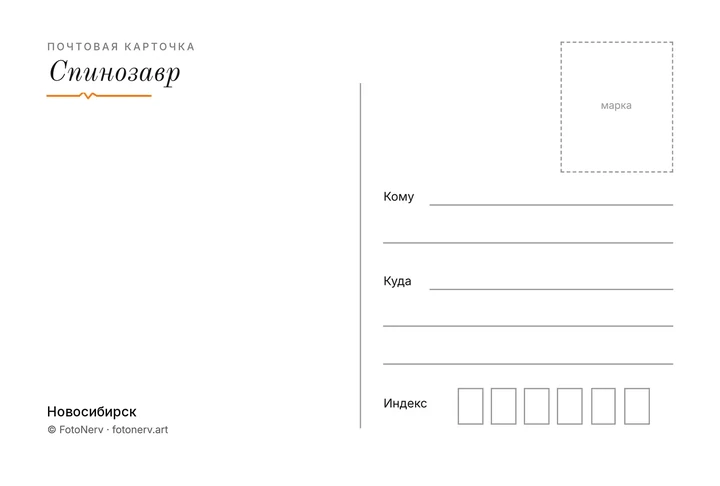 ПОЧТОВАЯ КАРТОЧКА
Спинозавр
марка
Кому
Куда
Индекс
Новосибирск
© FotoNerv · fotonerv.art